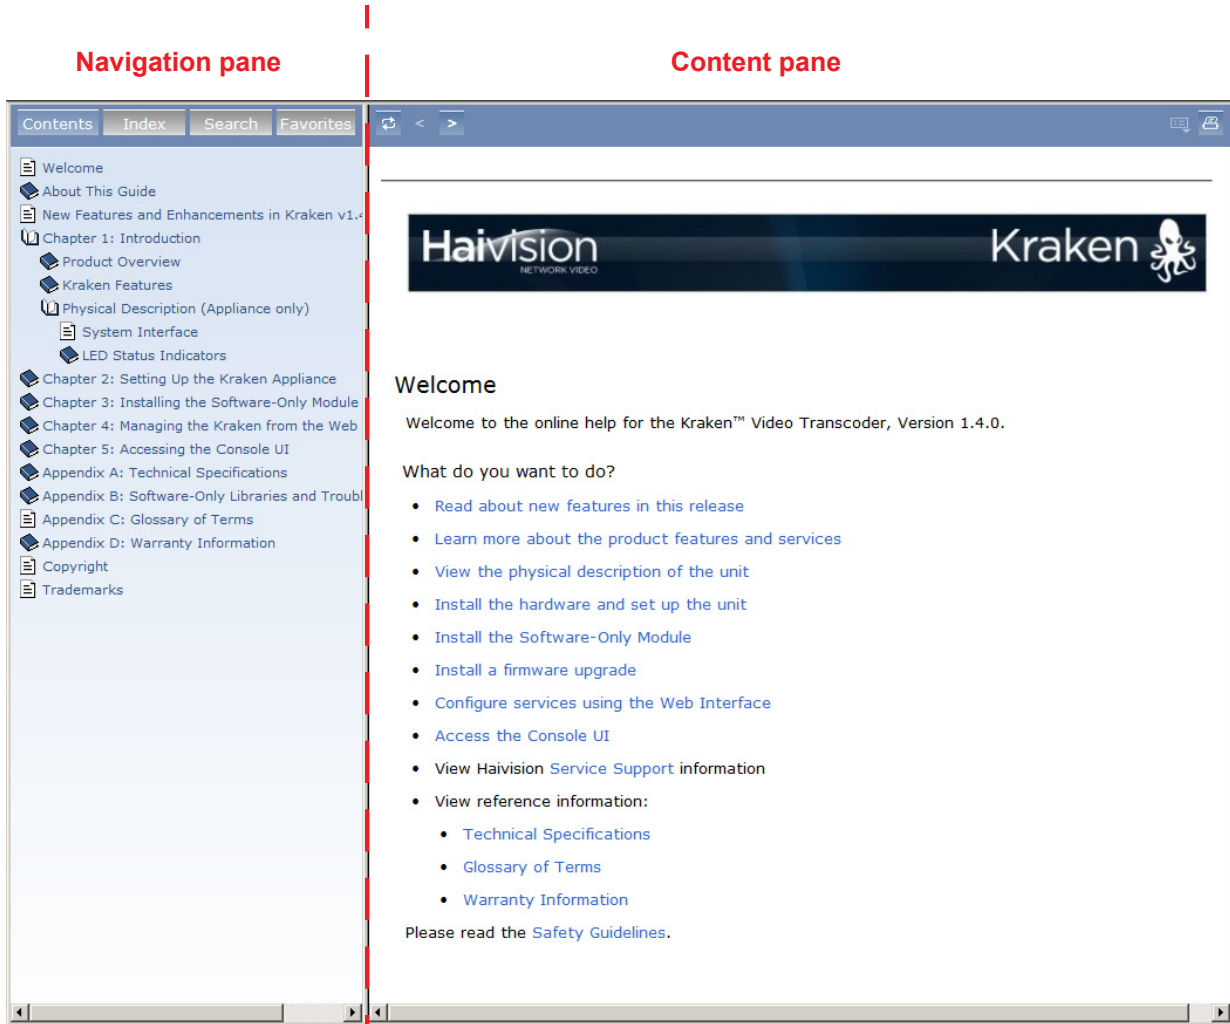 Navigation pane
Content pane
Contents
Index
Search
Favorites
< >
Welcome
About This Guide
New Features and Enhancements in Kraken v1.4
Chapter 1: Introduction
Product Overview
Kraken Features
Physical Description (Appliance only)
System Interface
LED Status Indicators
Chapter 2: Setting Up the Kraken Appliance
Chapter 3: Installing the Software-Only Module
Chapter 4: Managing the Kraken from the Web
Chapter 5: Accessing the Console UI
Appendix A: Technical Specifications
Appendix B: Software-Only Libraries and Troubl
Appendix C: Glossary of Terms
Appendix D: Warranty Information
Copyright
Trademarks
Haivision
NETWORK VIDEO
Kraken
Welcome
Welcome to the online help for the Kraken™ Video Transcoder, Version 1.4.0.
What do you want to do?
• Read about new features in this release
• Learn more about the product features and services
• View the physical description of the unit
• Install the hardware and set up the unit
• Install the Software-Only Module
• Install a firmware upgrade
• Configure services using the Web Interface
• Access the Console UI
• View Haivision Service Support information
• View reference information:
• Technical Specifications
• Glossary of Terms
• Warranty Information
Please read the Safety Guidelines.